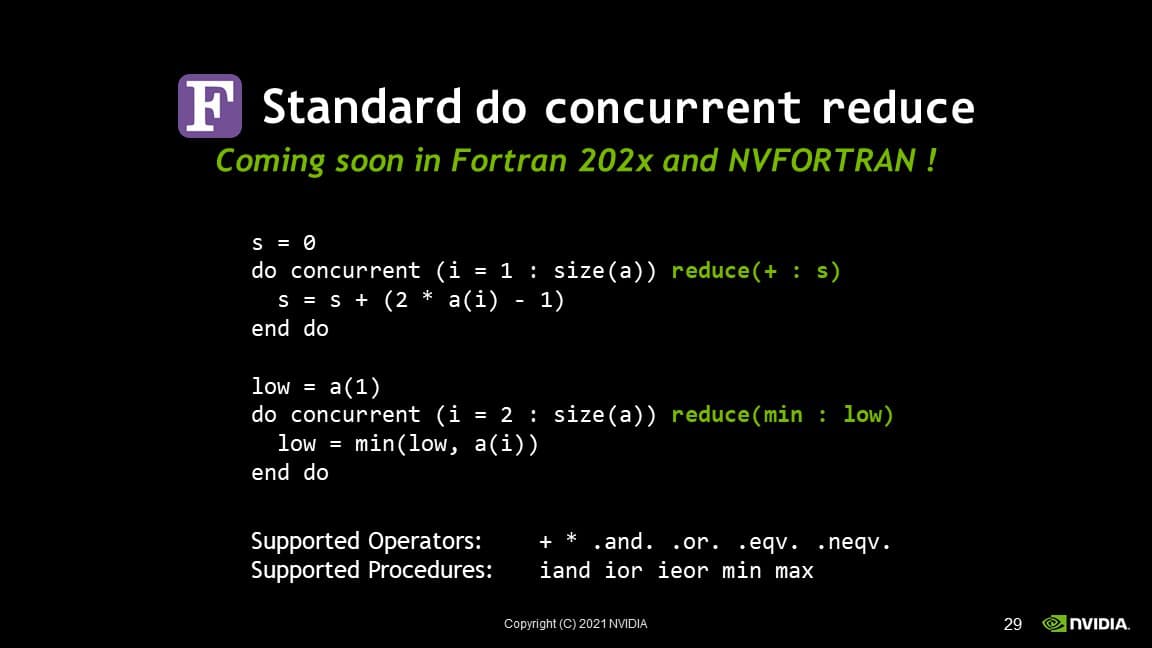 F Standard do concurrent reduce
Coming soon in Fortran 202x and NVFORTRAN !
s = 0
do concurrent (i = 1 : size(a)) reduce(+ : s)
  s = s + (2 * a(i) - 1)
end do
low = a(1)
do concurrent (i = 2 : size(a)) reduce(min : low)
  low = min(low, a(i))
end do
Supported Operators: + * .and. .or. .eqv. .neqv.
Supported Procedures: iand ior ieor min max
Copyright (C) 2021 NVIDIA 29 NVIDIA.